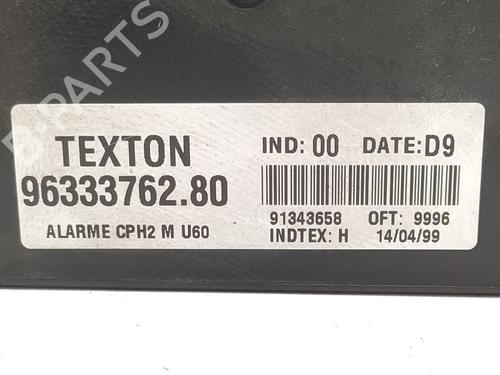 B-PARTS
TEXTON
IND: 00 DATE: D9
96333762.80
91343658 OFT: 9996
ALARME CPH2 M U60
INDTEX: H 14/04/99